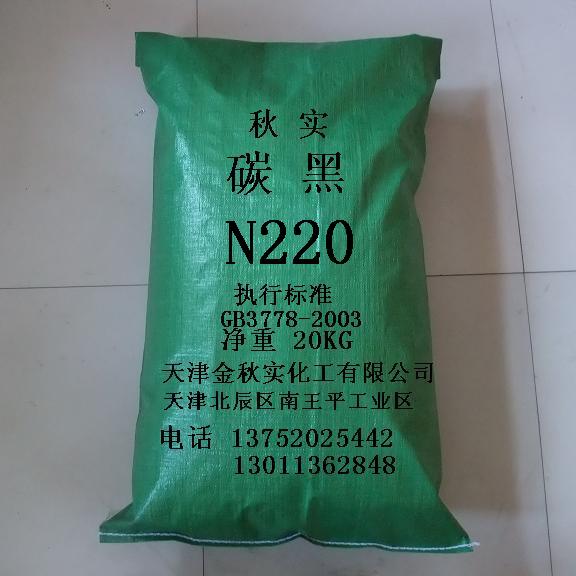 秋 实
碳 黑
N220
执行标准
GB3778-2003
净重 20KG
天津金秋实化工有限公司
天津北辰区南王平工业区
电话 13752025442
13011362848